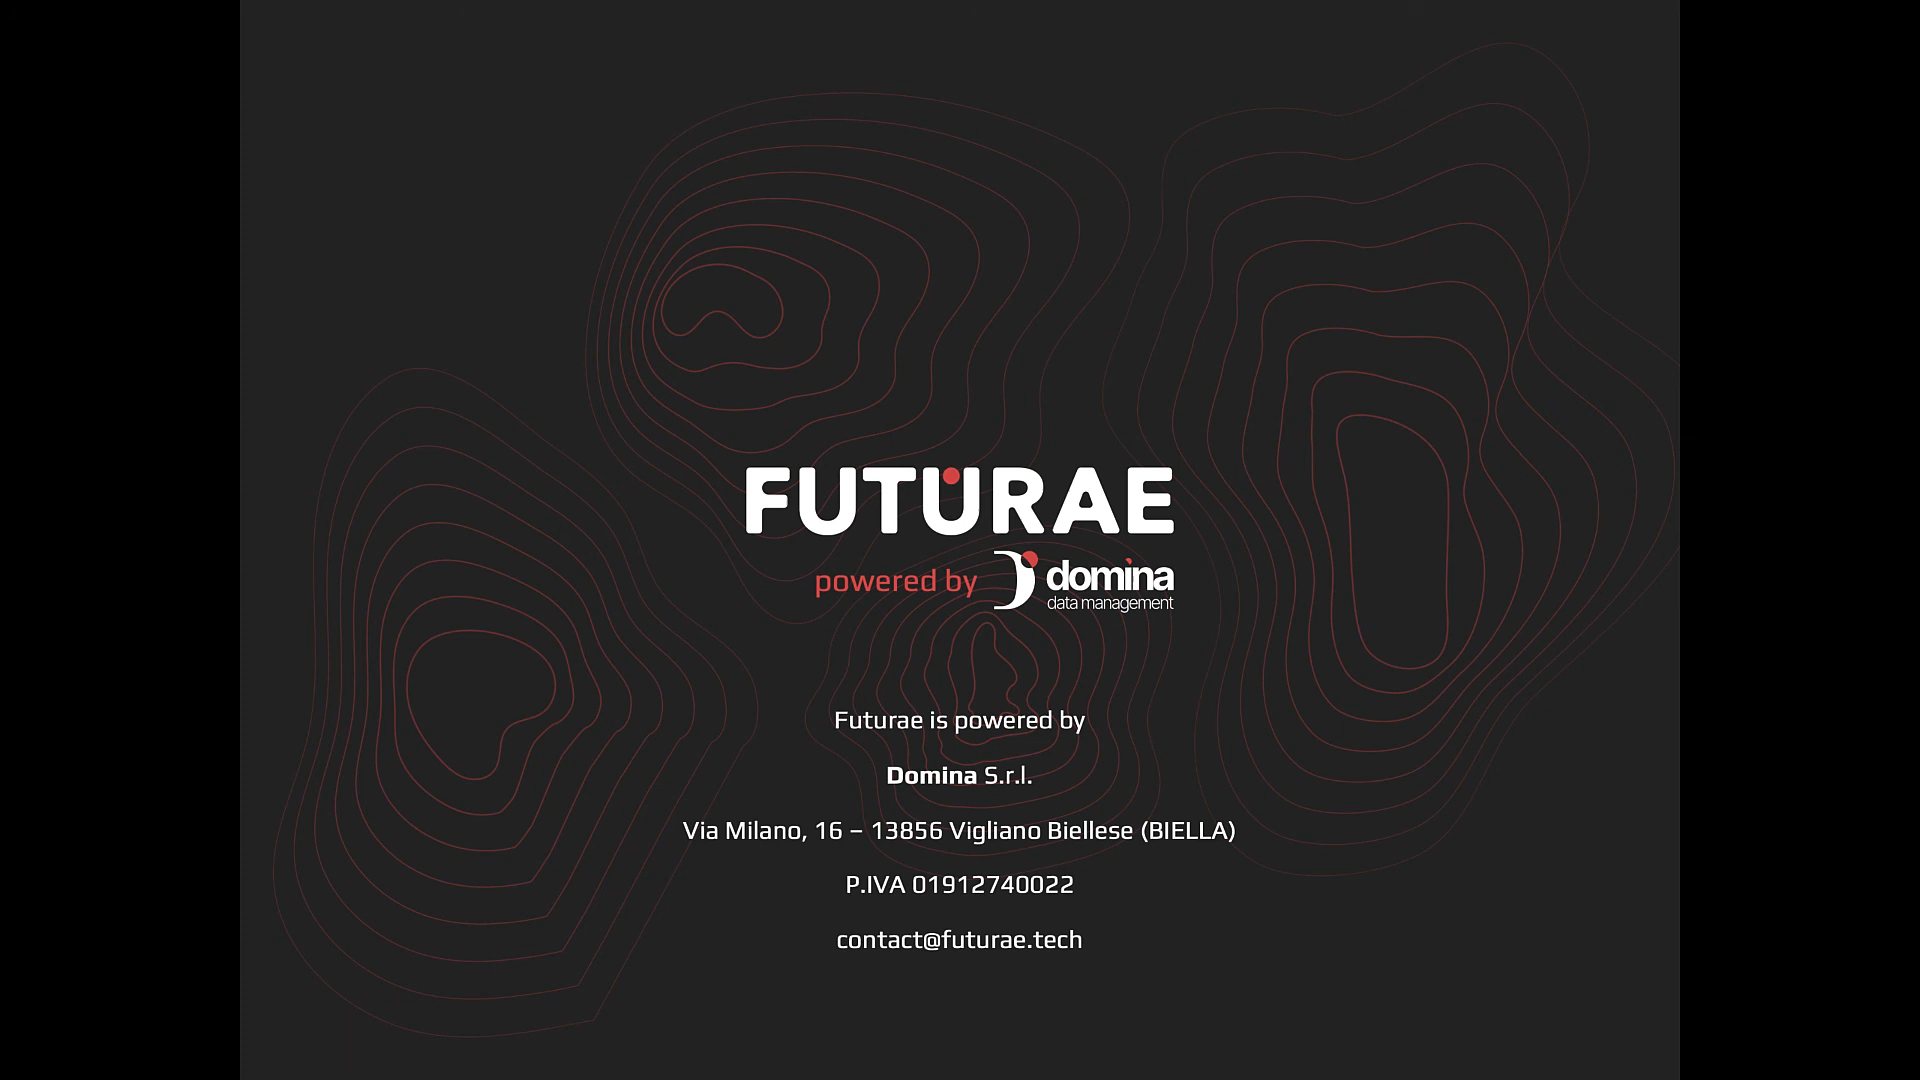 FUTURAE
powered by domina
data management
Futurae is powered by
Domina S.r.l.
Via Milano, 16 – 13856 Vigliano Biellese (BIELLA)
P.IVA 01912740022
contact@futurae.tech